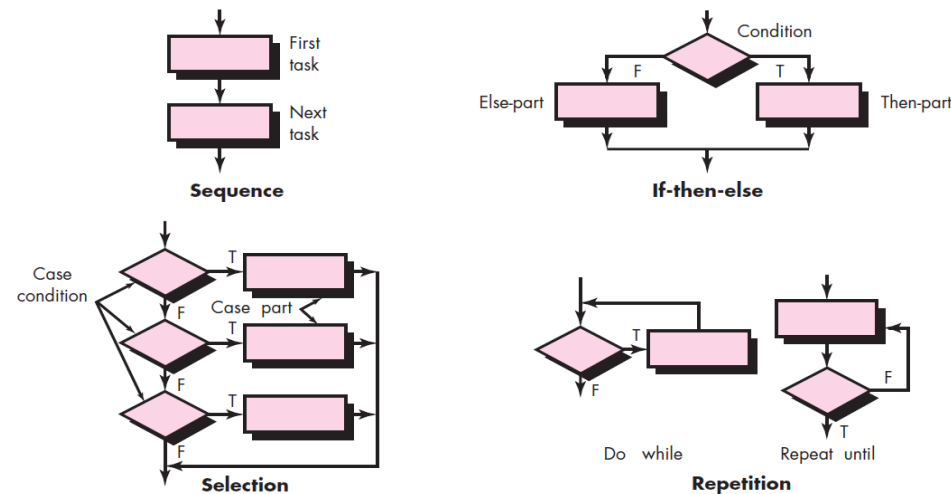 First
task
Next
task
Sequence
Condition
F
T
Else-part
Then-part
If-then-else
Case
condition
T
F
Case part
T
F
T
F
Selection
T
F
F
T
Do while
Repeat until
Repetition